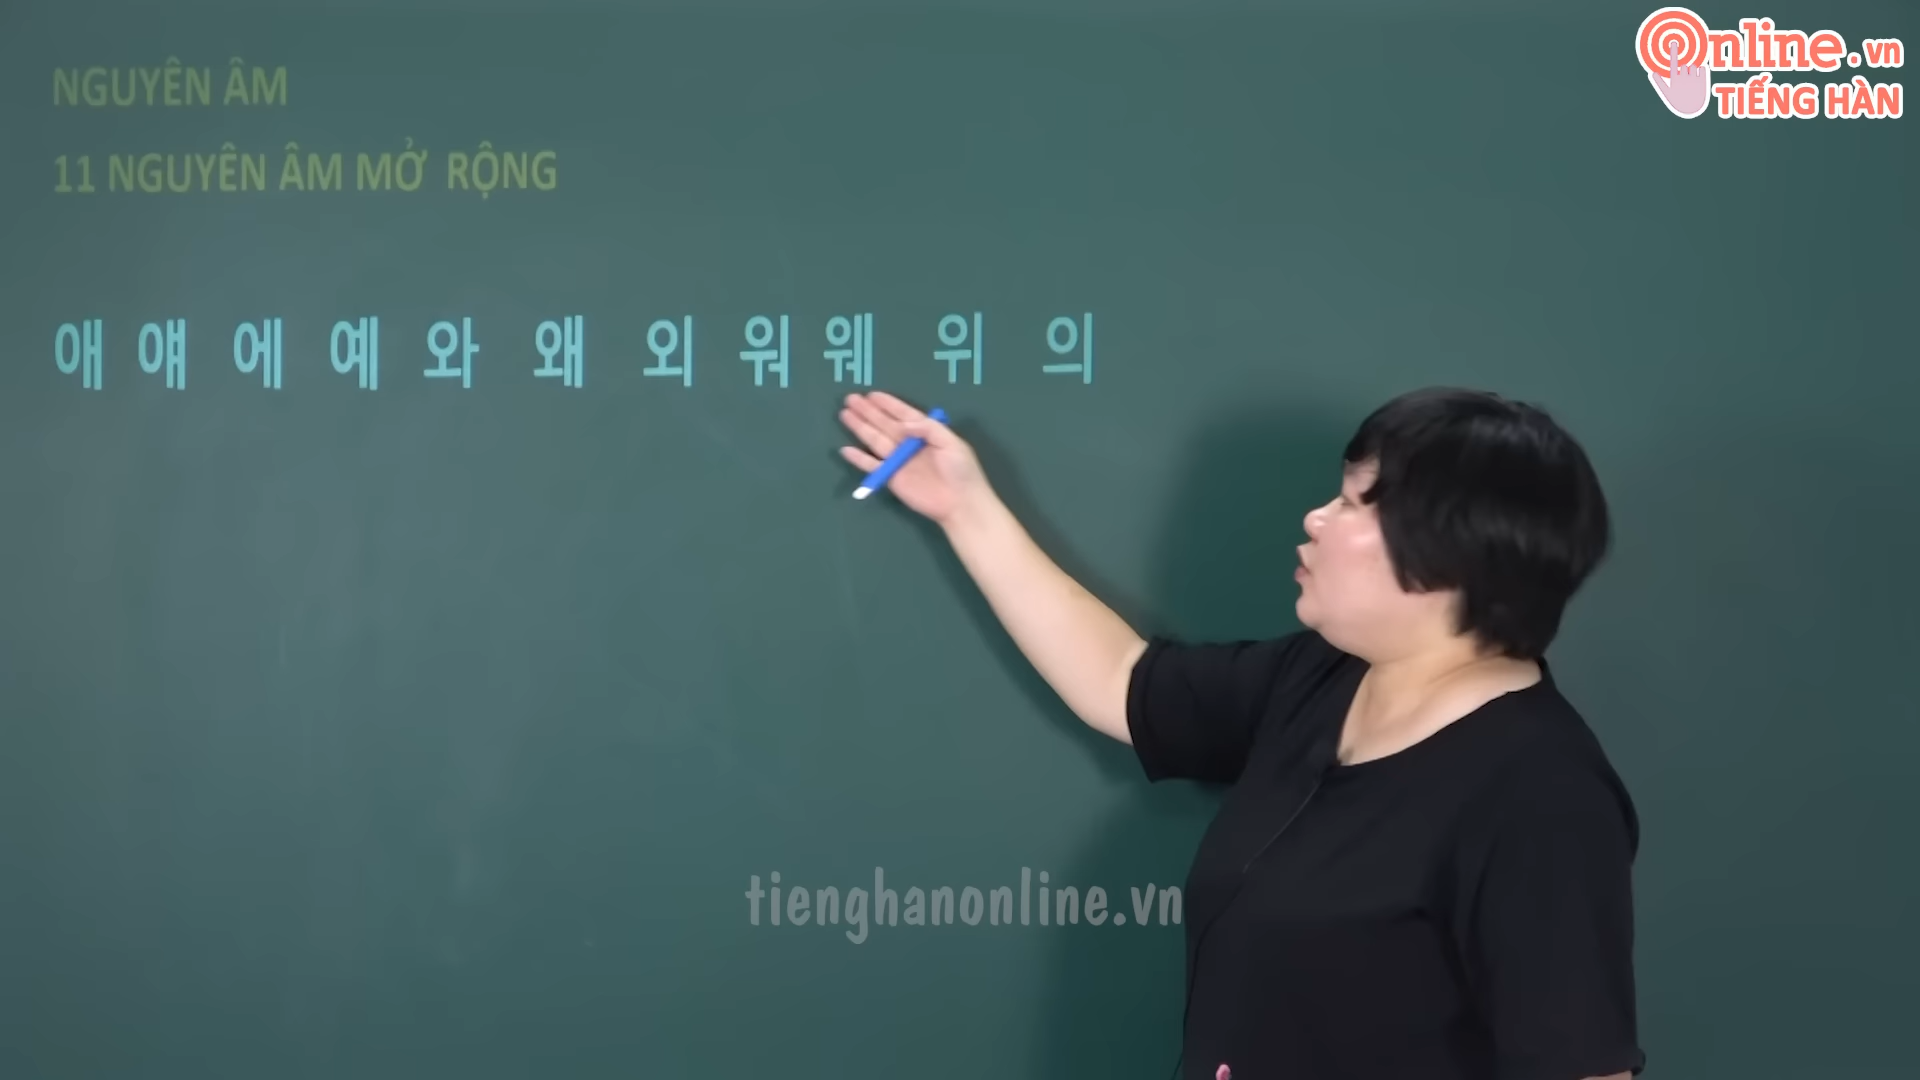 NGUYÊN ÂM
11 NGUYÊN ÂM MỞ RỘNG
애 얘 에 예 와 왜 외 워 웨 위 의
Online.vn
TIẾNG HÀN
tienghanonline.vn